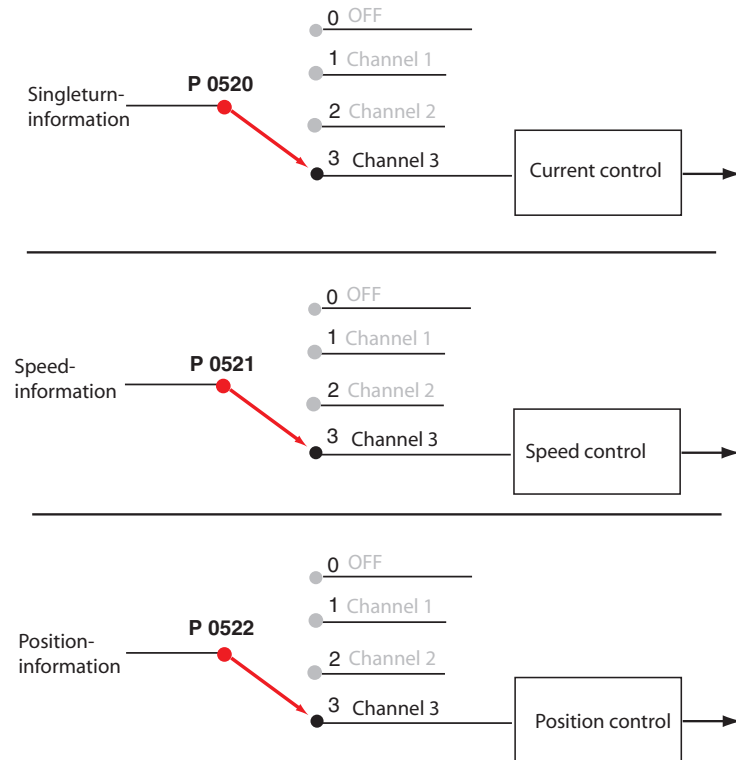 0 OFF
1 Channel 1
P 0520
Singleturn-
information
2 Channel 2
3 Channel 3
Current control
0 OFF
1 Channel 1
P 0521
Speed-
information
2 Channel 2
3 Channel 3
Speed control
0 OFF
1 Channel 1
P 0522
Position-
information
2 Channel 2
3 Channel 3
Position control